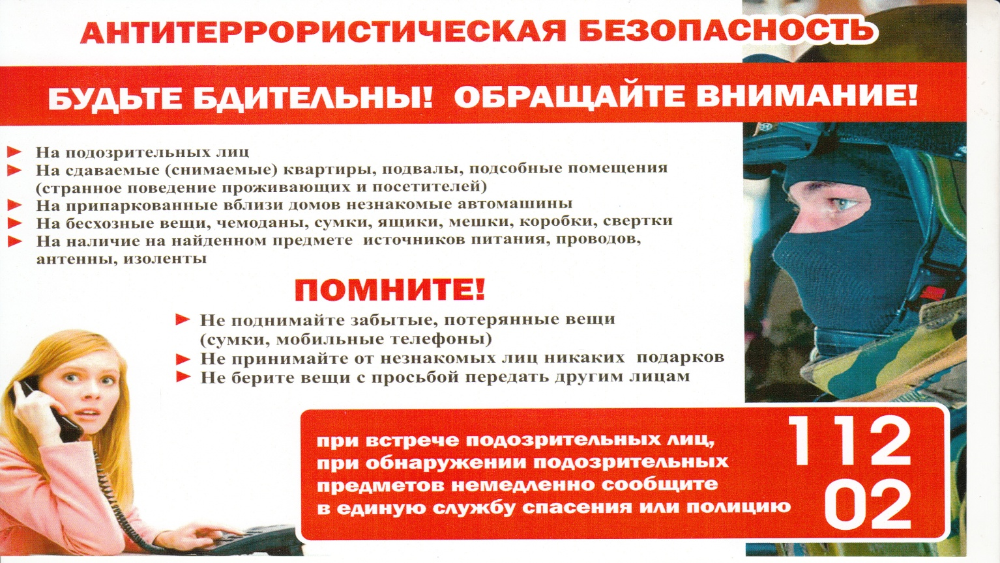 АНТИТЕРРОРИСТИЧЕСКАЯ БЕЗОПАСНОСТЬ
БУДЬТЕ БДИТЕЛЬНЫ! ОБРАЩАЙТЕ ВНИМАНИЕ!
На подозрительных лиц
На сдаваемые (снимаемые) квартиры, подвалы, подсобные помещения
(странное поведение проживающих и посетителей)
На припаркованные вблизи домов незнакомые автомашины
На бесхозные вещи, чемоданы, сумки, ящики, мешки, коробки, свертки
На наличие на найденном предмете источников питания, проводов,
антенны, изоленты
ПОМНИТЕ!
Не поднимайте забытые, потерянные вещи
(сумки, мобильные телефоны)
Не принимайте от незнакомых лиц никаких подарков
Не берите вещи с просьбой передать другим лицам
при встрече подозрительных лиц,
при обнаружении подозрительных
предметов немедленно сообщите
в единую службу спасения или полицию
112
02